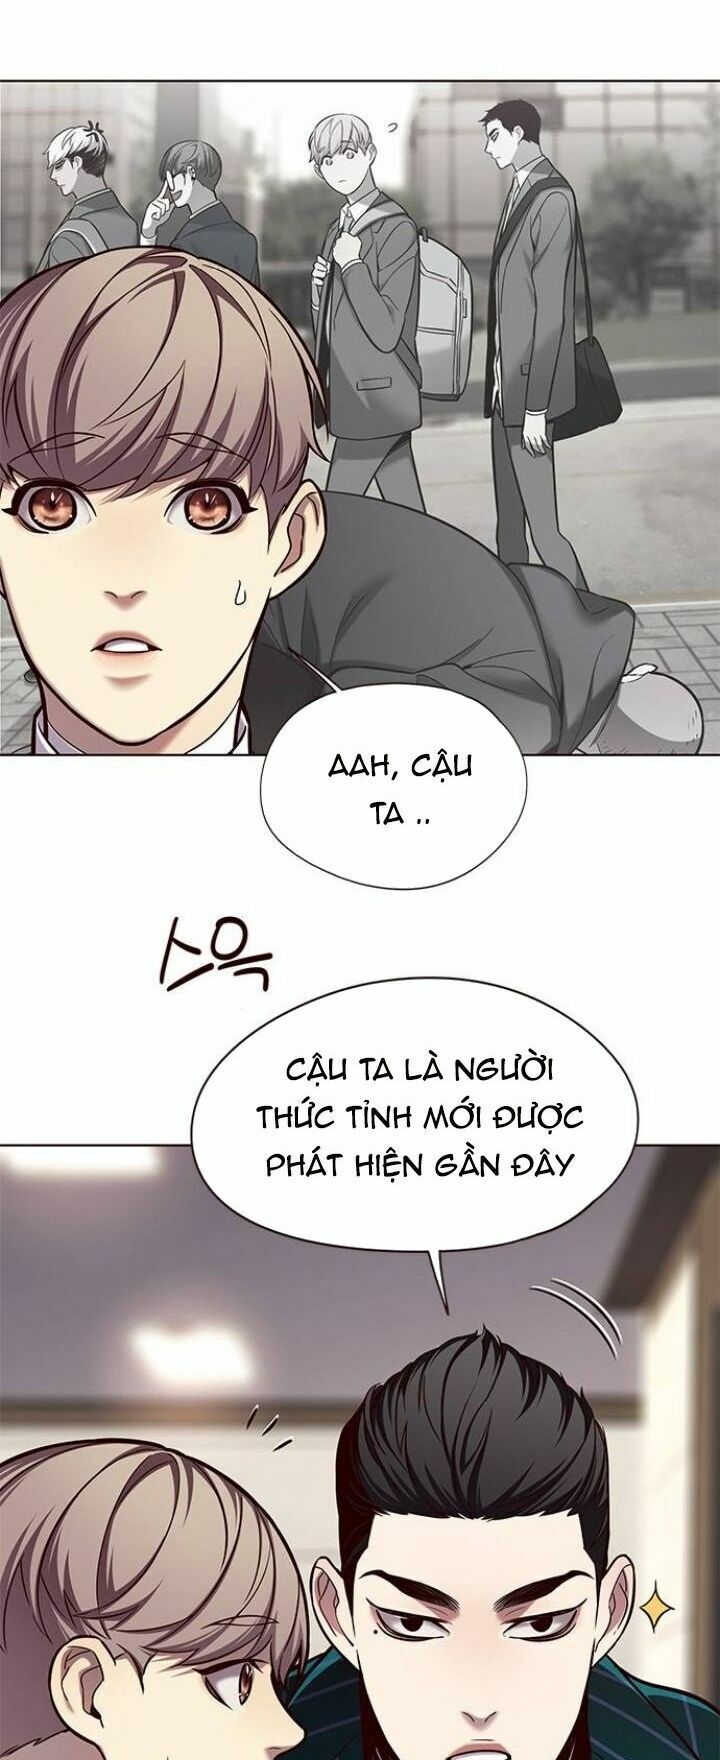 AAH, CẬU
TA ..
스윽
CẬU TA LÀ NGƯỜI
THỨC TỈNH MỚI ĐƯỢC
PHÁT HIỆN GẦN ĐÂY